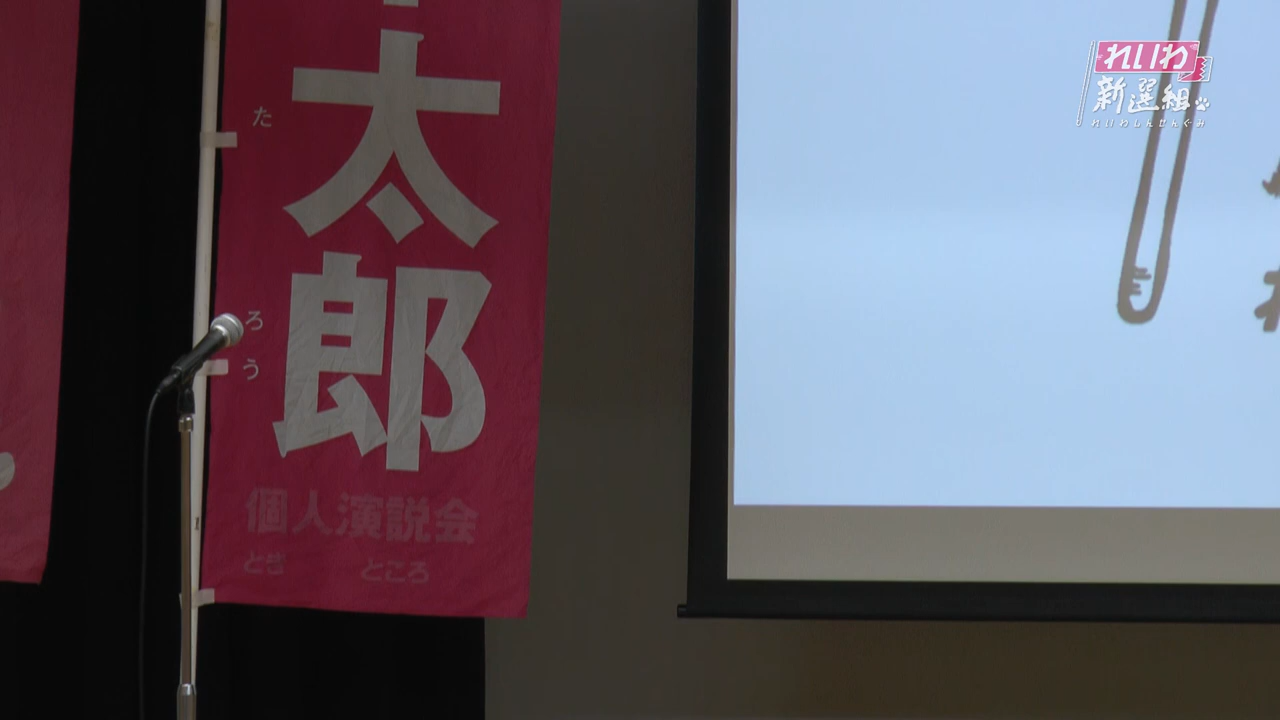 太郎
たろう
個人演説会
とき ところ
れいわ
新選組
れいわしんせんぐみ